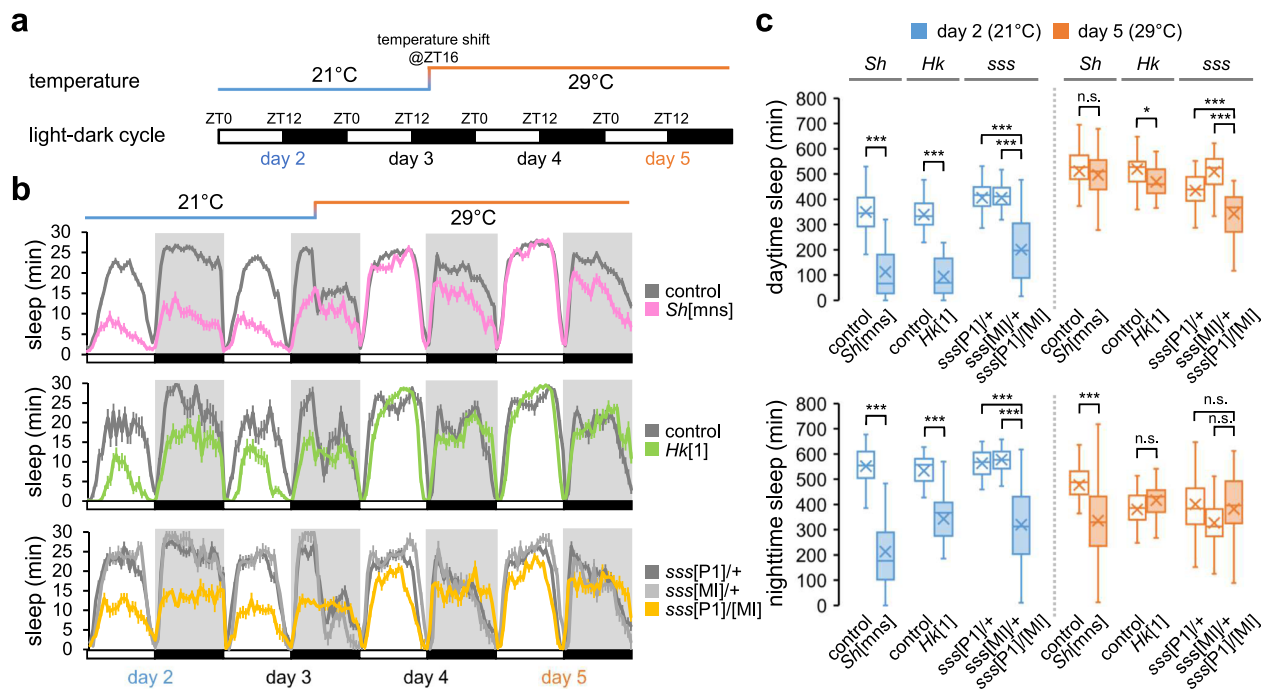 a
temperature shift
@ZT16
temperature
21°C
29°C
light-dark cycle
ZT0 ZT12 ZT0 ZT12 ZT0 ZT12 ZT0 ZT12
day 2 day 3 day 4 day 5
b
21°C
29°C
sleep (min)
30
25
20
15
10
5
0
control
Sh[mns]
sleep (min)
30
25
20
15
10
5
0
control
Hk[1]
sleep (min)
30
25
20
15
10
5
0
sss[P1]/+
sss[MI]/+
sss[P1]/[MI]
day 2 day 3 day 4 day 5
c
day 2 (21°C) day 5 (29°C)
Sh Hk sss Sh Hk sss
daytime sleep (min)
800
700
600
500
400
300
200
100
0
*** *** *** *** n.s. * *** ***
control Sh[mns] control Hk[1] sss[P1]/+ sss[MI]/+ sss[P1]/[MI] control Sh[mns] control Hk[1] sss[P1]/+ sss[MI]/+ sss[P1]/[MI]
nighttime sleep (min)
800
700
600
500
400
300
200
100
0
*** *** *** *** *** n.s. n.s. n.s.
control Sh[mns] control Hk[1] sss[P1]/+ sss[MI]/+ sss[P1]/[MI] control Sh[mns] control Hk[1] sss[P1]/+ sss[MI]/+ sss[P1]/[MI]